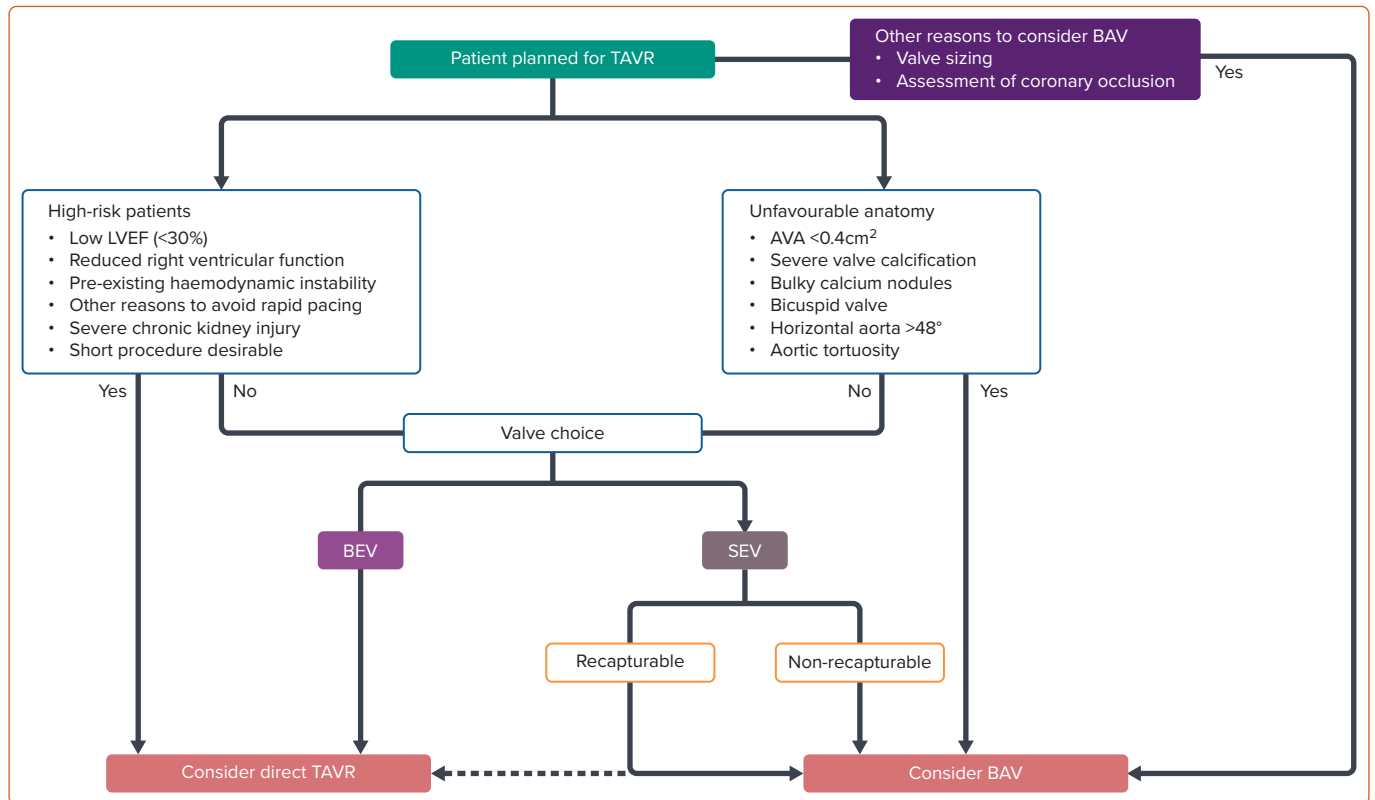 Patient planned for TAVR
Other reasons to consider BAV
• Valve sizing
• Assessment of coronary occlusion
Yes
High-risk patients
• Low LVEF (<30%)
• Reduced right ventricular function
• Pre-existing haemodynamic instability
• Other reasons to avoid rapid pacing
• Severe chronic kidney injury
• Short procedure desirable
Unfavourable anatomy
• AVA <0.4cm²
• Severe valve calcification
• Bulky calcium nodules
• Bicuspid valve
• Horizontal aorta >48°
• Aortic tortuosity
Yes
No
No
Yes
Valve choice
BEV
SEV
Recapturable
Non-recapturable
Consider direct TAVR
Consider BAV